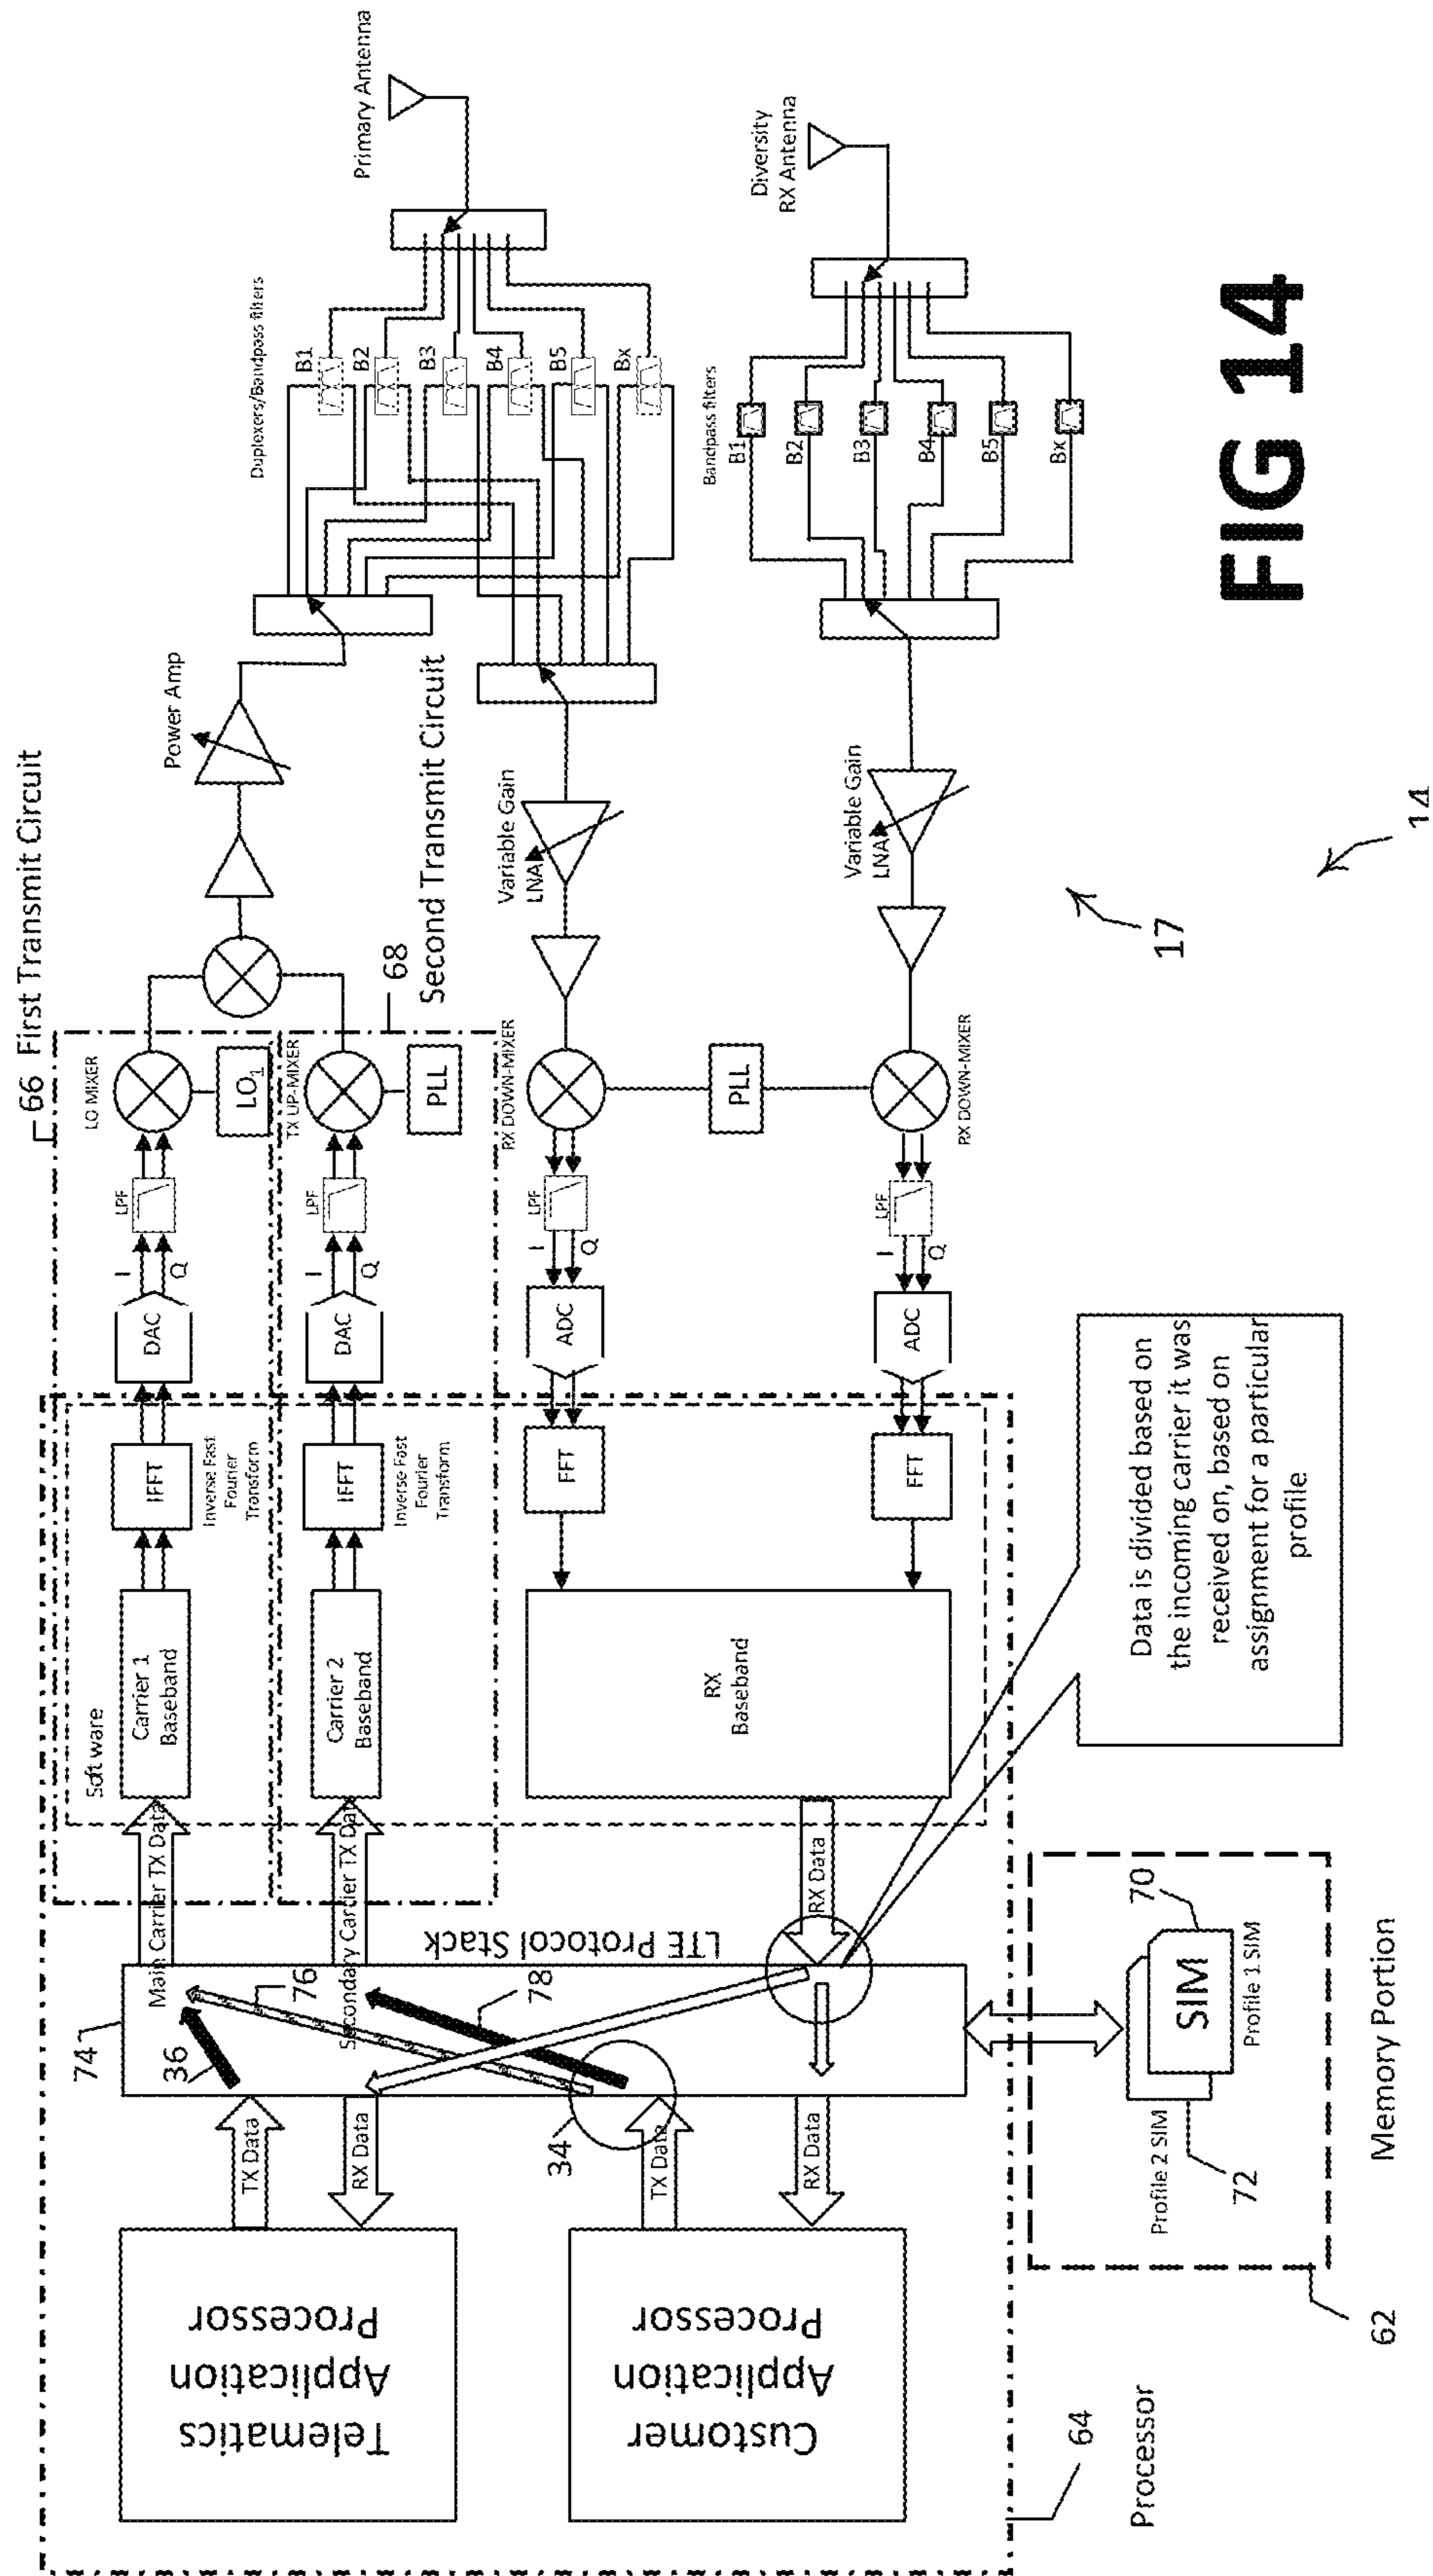 66 First Transmit Circuit
Primary Antenna
Power Amp
Duplexers/Bandpass filters
B1
B2
B3
B4
B5
Bx
Diversity
RX Antenna
Bandpass filters
B1
B2
B3
B4
B5
Bx
Software
Carrier 1
Baseband
IFFT
Inverse Fast
Fourier
Transform
DAC
I
Q
LPF
LO MIXER
LO1
Carrier 2
Baseband
IFFT
Inverse Fast
Fourier
Transform
DAC
I
Q
LPF
TX UP-MIXER
PLL
68
Second Transmit Circuit
Variable Gain
LNA
RX DOWN-MIXER
LPF
I
Q
ADC
FFT
PLL
Variable Gain
LNA
RX DOWN-MIXER
LPF
I
Q
ADC
FFT
RX
Baseband
Main Carrier TX Data
Secondary Carrier TX Data
RX Data
LTE Protocol Stack
74
36
76
78
34
TX Data
RX Data
TX Data
RX Data
Telematics
Application
Processor
Customer
Application
Processor
64
Processor
Data is divided based on
the incoming carrier it was
received on, based on
assignment for a particular
profile
SIM
70
Profile 1 SIM
Profile 2 SIM
72
62
Memory Portion
17
14
FIG 14